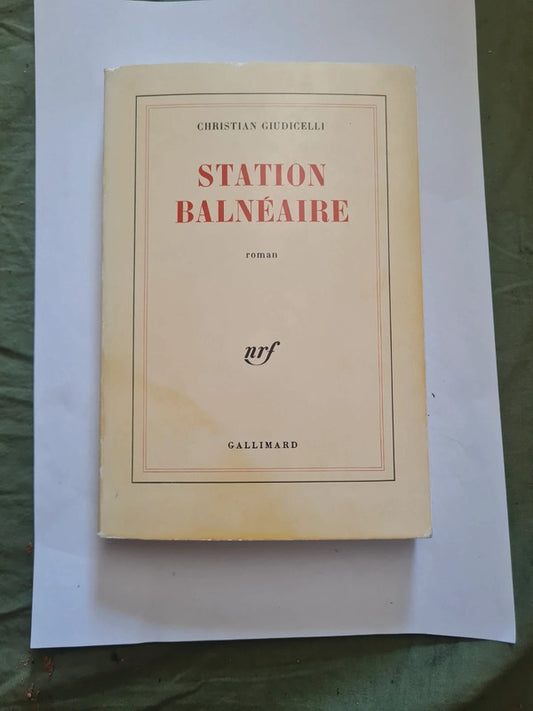 CHRISTIAN GIUDICELLI
STATION
BALNÉAIRE
roman
nrf
GALLIMARD